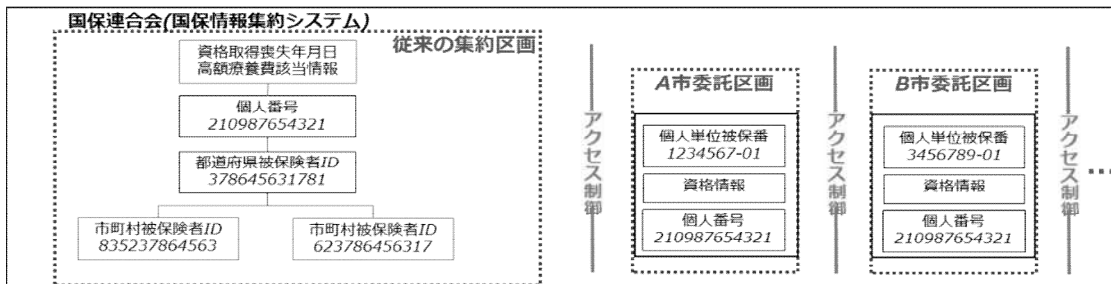 国保連合会(国保情報集約システム)
従来の集約区画
資格取得喪失年月日
高額療養費該当情報
個人番号
210987654321
都道府県被保険者ID
378645631781
市町村被保険者ID
835237864563
市町村被保険者ID
623786456317
アクセス制御
A市委託区画
個人単位被保番
1234567-01
資格情報
個人番号
210987654321
アクセス制御
B市委託区画
個人単位被保番
3456789-01
資格情報
個人番号
210987654321
アクセス制御
…